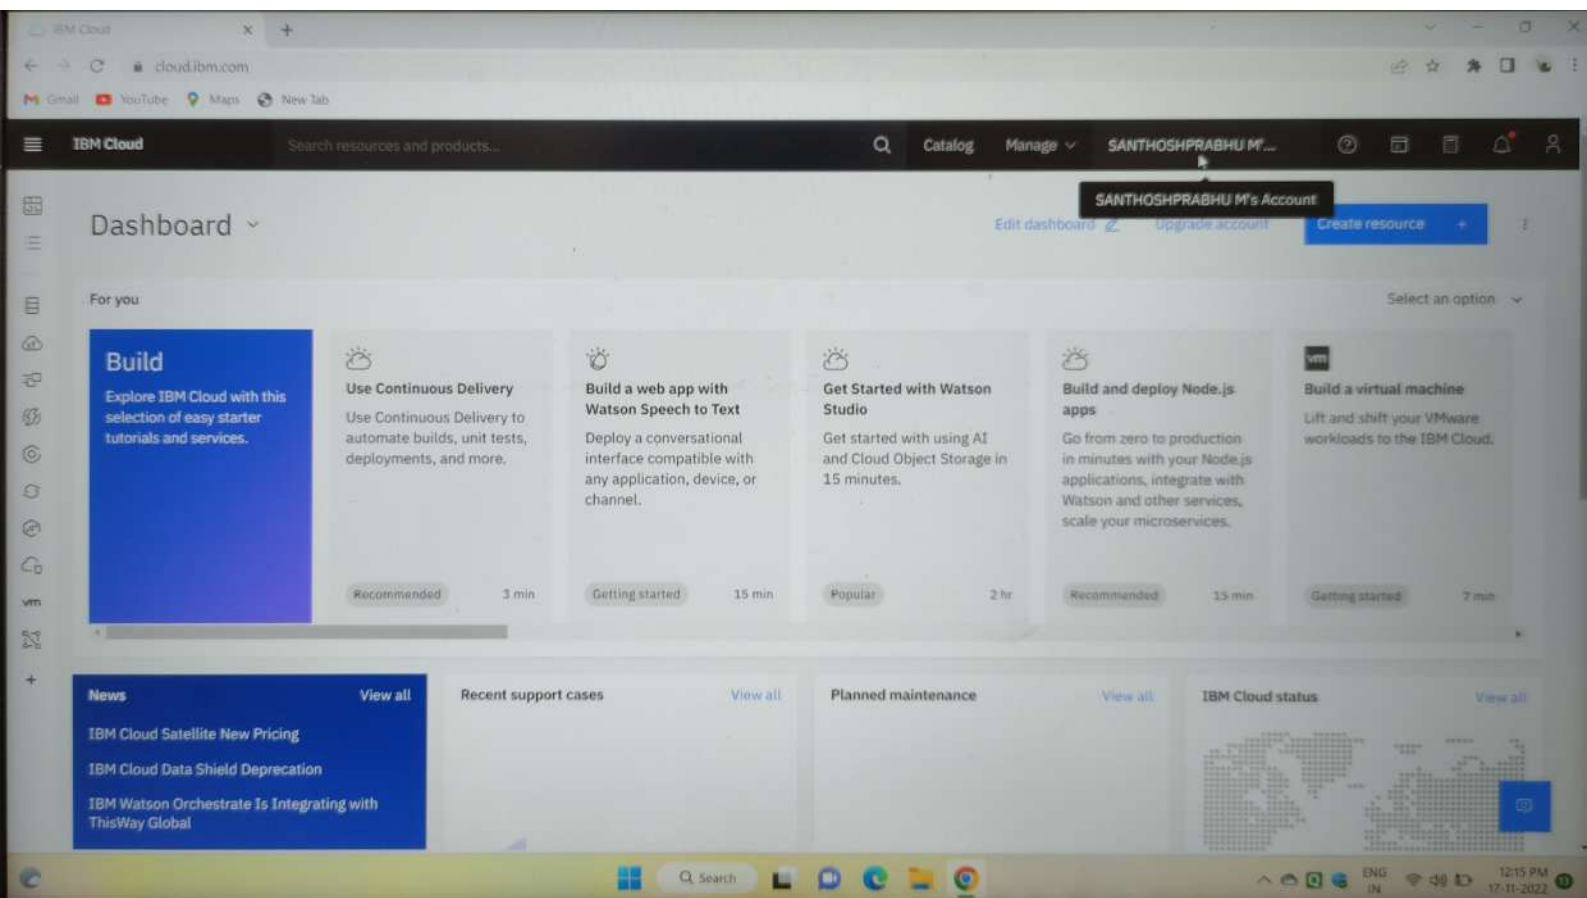 IBM Cloud
cloud.ibm.com
Gmail YouTube Maps New Tab
IBM Cloud Search resources and products... Catalog Manage SANTHOSHPRABHU M'...
SANTHOSHPRABHU M's Account
Dashboard Edit dashboard Upgrade account Create resource +
For you Select an option
Build
Explore IBM Cloud with this
selection of easy starter
tutorials and services.
Use Continuous Delivery
Use Continuous Delivery to
automate builds, unit tests,
deployments, and more.
Recommended 3 min
Build a web app with
Watson Speech to Text
Deploy a conversational
interface compatible with
any application, device, or
channel.
Getting started 15 min
Get Started with Watson
Studio
Get started with using AI
and Cloud Object Storage in
15 minutes.
Popular 2 hr
Build and deploy Node.js
apps
Go from zero to production
in minutes with your Node.js
applications, integrate with
Watson and other services,
scale your microservices.
Recommended 15 min
vm
Build a virtual machine
Lift and shift your VMware
workloads to the IBM Cloud.
Getting started 7 min
vm
News View all
IBM Cloud Satellite New Pricing
IBM Cloud Data Shield Deprecation
IBM Watson Orchestrate Is Integrating with
ThisWay Global
Recent support cases View all
Planned maintenance View all
IBM Cloud status View all
Search
ENG
IN
12:15 PM
17-11-2022